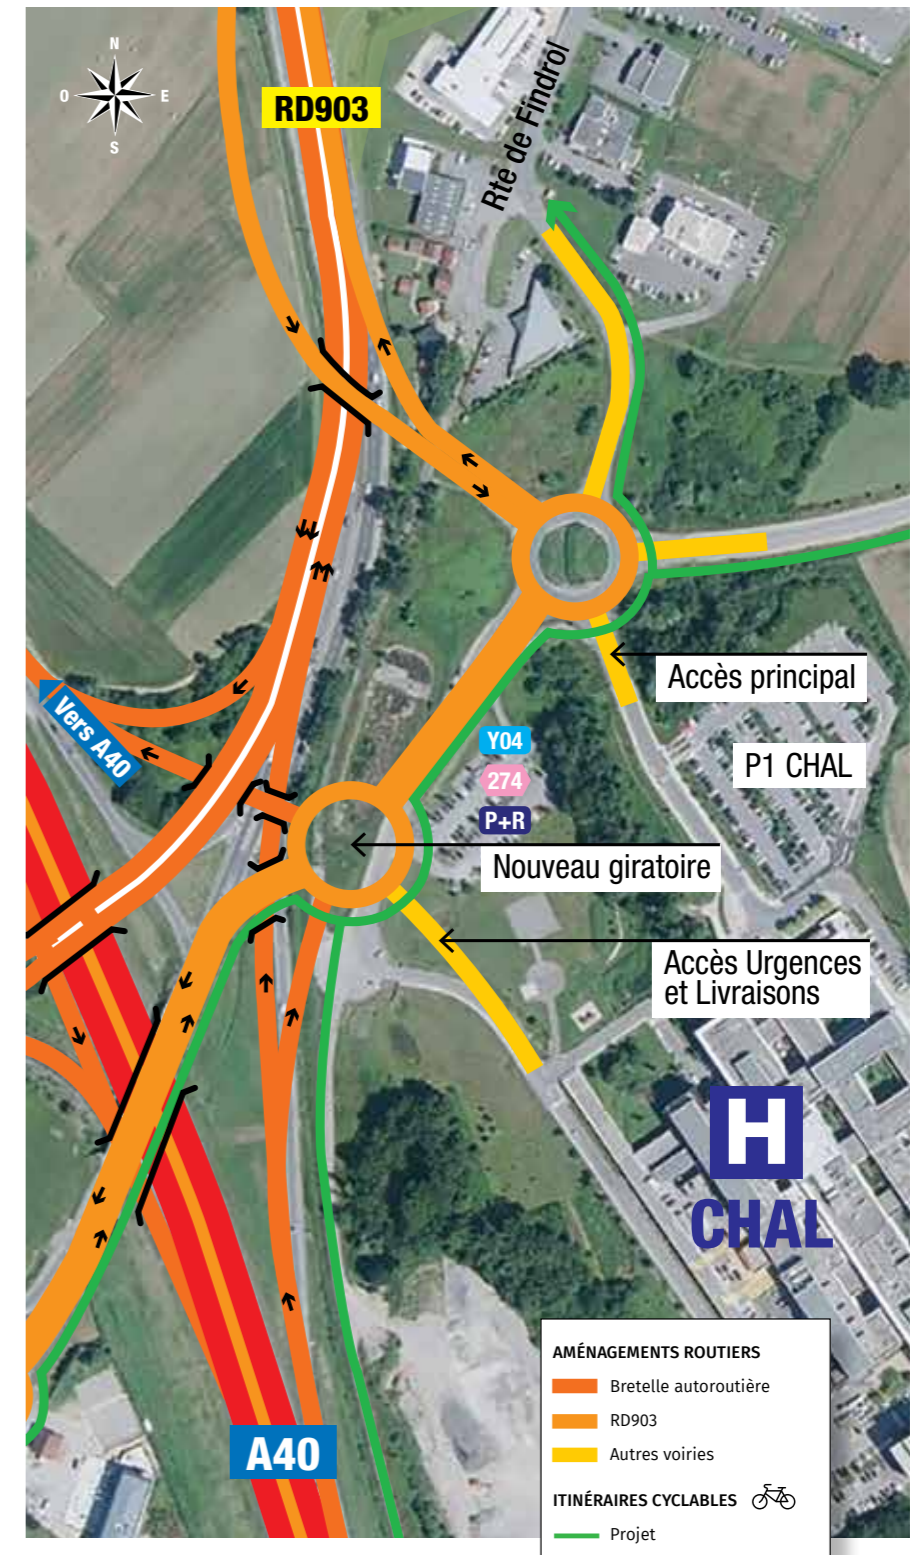 N
O
E
S
RD903
Rte de Findrol
Accès principal
Vers A40
Y04
274
P+R
P1 CHAL
Nouveau giratoire
Accès Urgences
et Livraisons
H
CHAL
A40
AMÉNAGEMENTS ROUTIERS
Bretelle autoroutière
RD903
Autres voiries
ITINÉRAIRES CYCLABLES
Projet